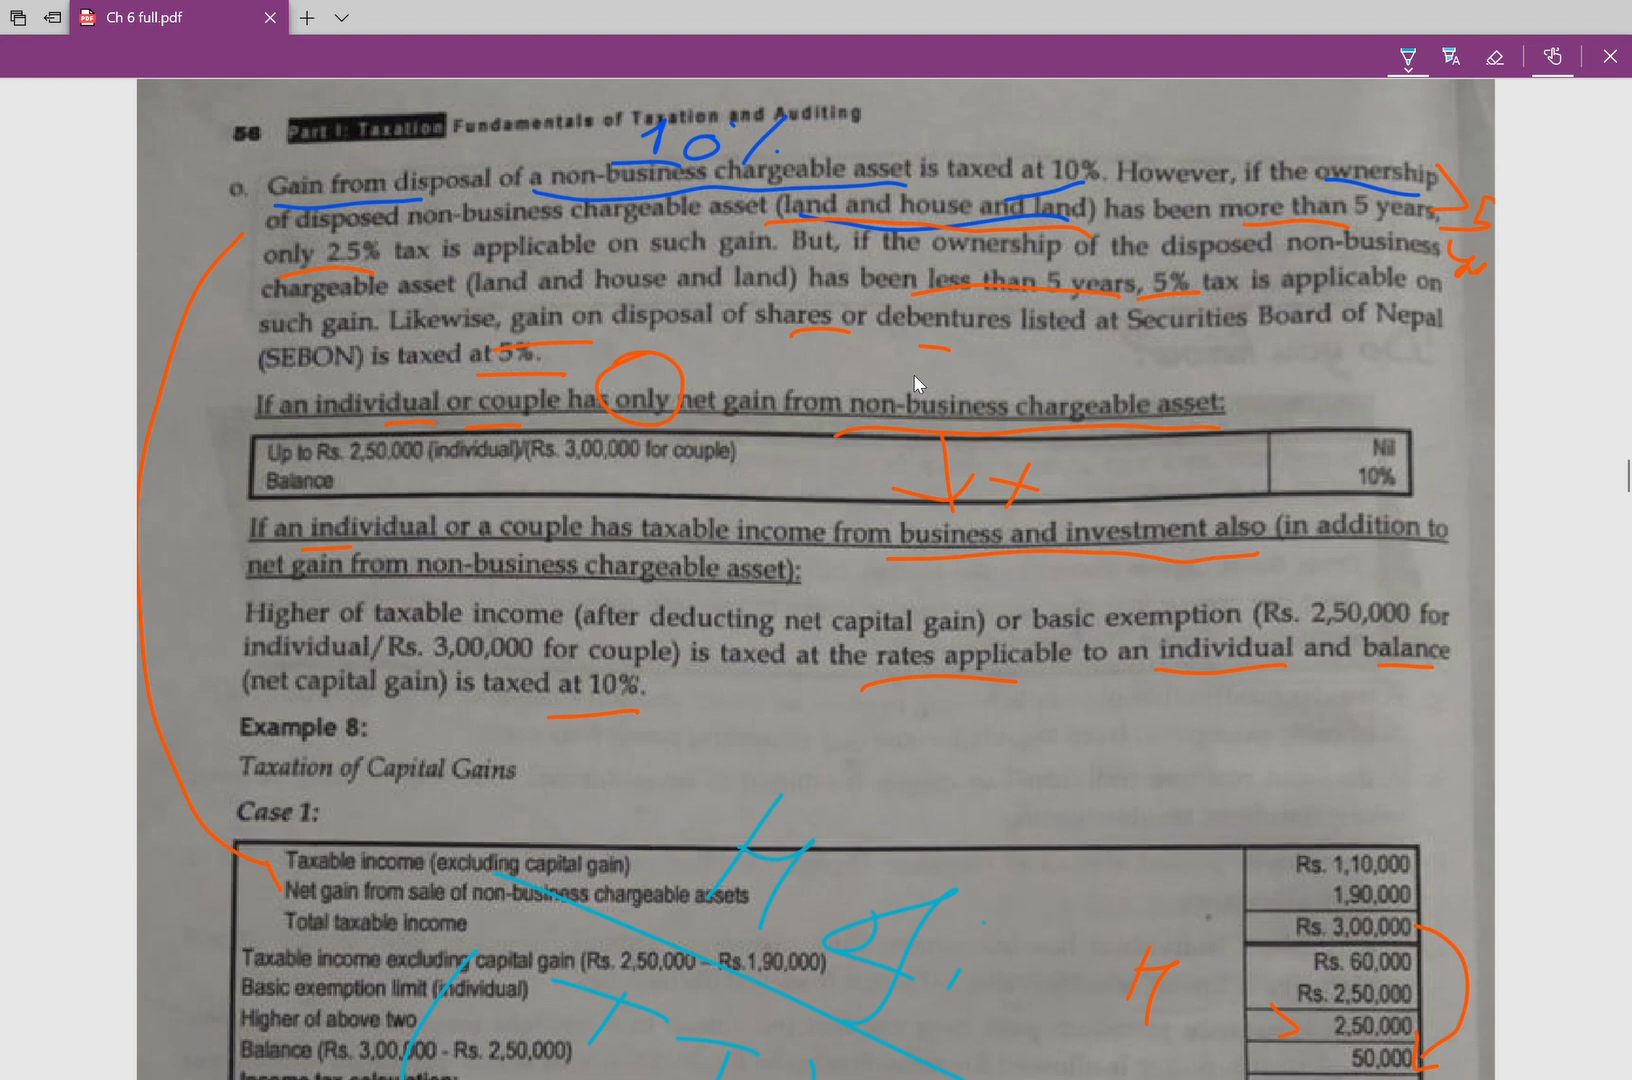 Ch 6 full.pdf
56 Part I: Taxation Fundamentals of Taxation and Auditing
10%
o. Gain from disposal of a non-business chargeable asset is taxed at 10%. However, if the ownership
of disposed non-business chargeable asset (land and house and land) has been more than 5 years,
5
only 2.5% tax is applicable on such gain. But, if the ownership of the disposed non-business
chargeable asset (land and house and land) has been less than 5 years, 5% tax is applicable on
such gain. Likewise, gain on disposal of shares or debentures listed at Securities Board of Nepal
(SEBON) is taxed at 5%.
If an individual or couple has only net gain from non-business chargeable asset:
Up to Rs. 2,50,000 (individual)/(Rs. 3,00,000 for couple) Nil
Balance 10%
If an individual or a couple has taxable income from business and investment also (in addition to
net gain from non-business chargeable asset):
Higher of taxable income (after deducting net capital gain) or basic exemption (Rs. 2,50,000 for
individual/Rs. 3,00,000 for couple) is taxed at the rates applicable to an individual and balance
(net capital gain) is taxed at 10%.
Example 8:
Taxation of Capital Gains
Case 1:
Taxable income (excluding capital gain) Rs. 1,10,000
Net gain from sale of non-business chargeable assets 1,90,000
Total taxable income Rs. 3,00,000
Taxable income excluding capital gain (Rs. 2,50,000 – Rs.1,90,000) Rs. 60,000
Basic exemption limit (individual) Rs. 2,50,000
Higher of above two 2,50,000
Balance (Rs. 3,00,000 - Rs. 2,50,000) 50,000